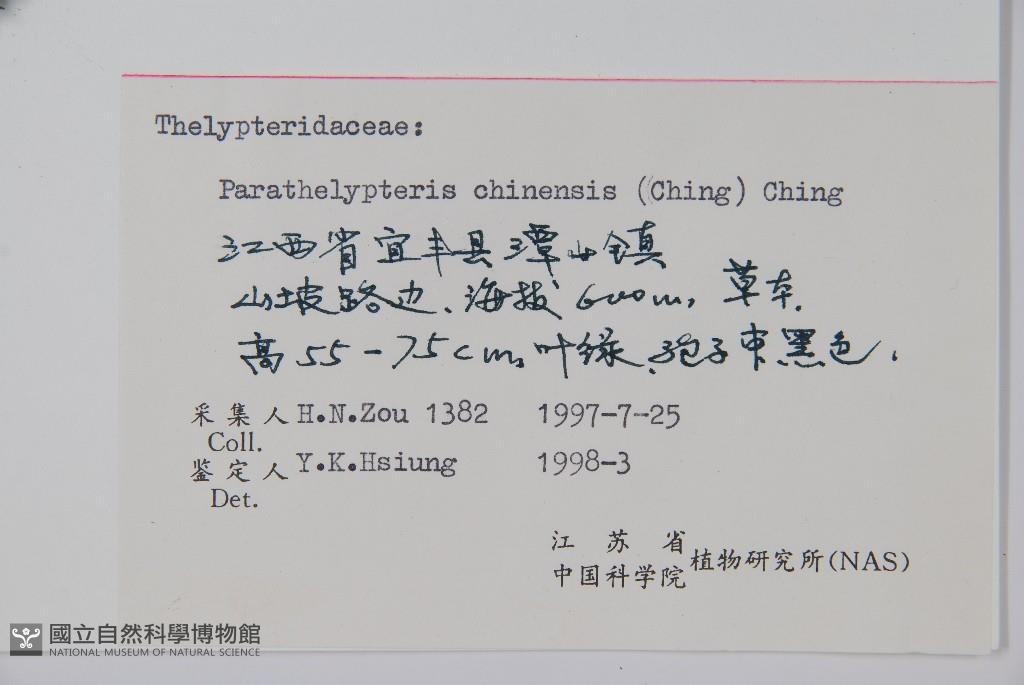 Thelypteridaceae:
Parathelypteris chinensis (Ching) Ching
江西省宜丰县潭山镇
山坡路边、海拔600m, 草本.
高55-75cm, 叶绿、孢子束黑色.
采集人 H.N.Zou 1382 1997-7-25
Coll.
鉴定人 Y.K.Hsiung 1998-3
Det.
江苏省
中国科学院 植物研究所(NAS)
國立自然科學博物館
NATIONAL MUSEUM OF NATURAL SCIENCE